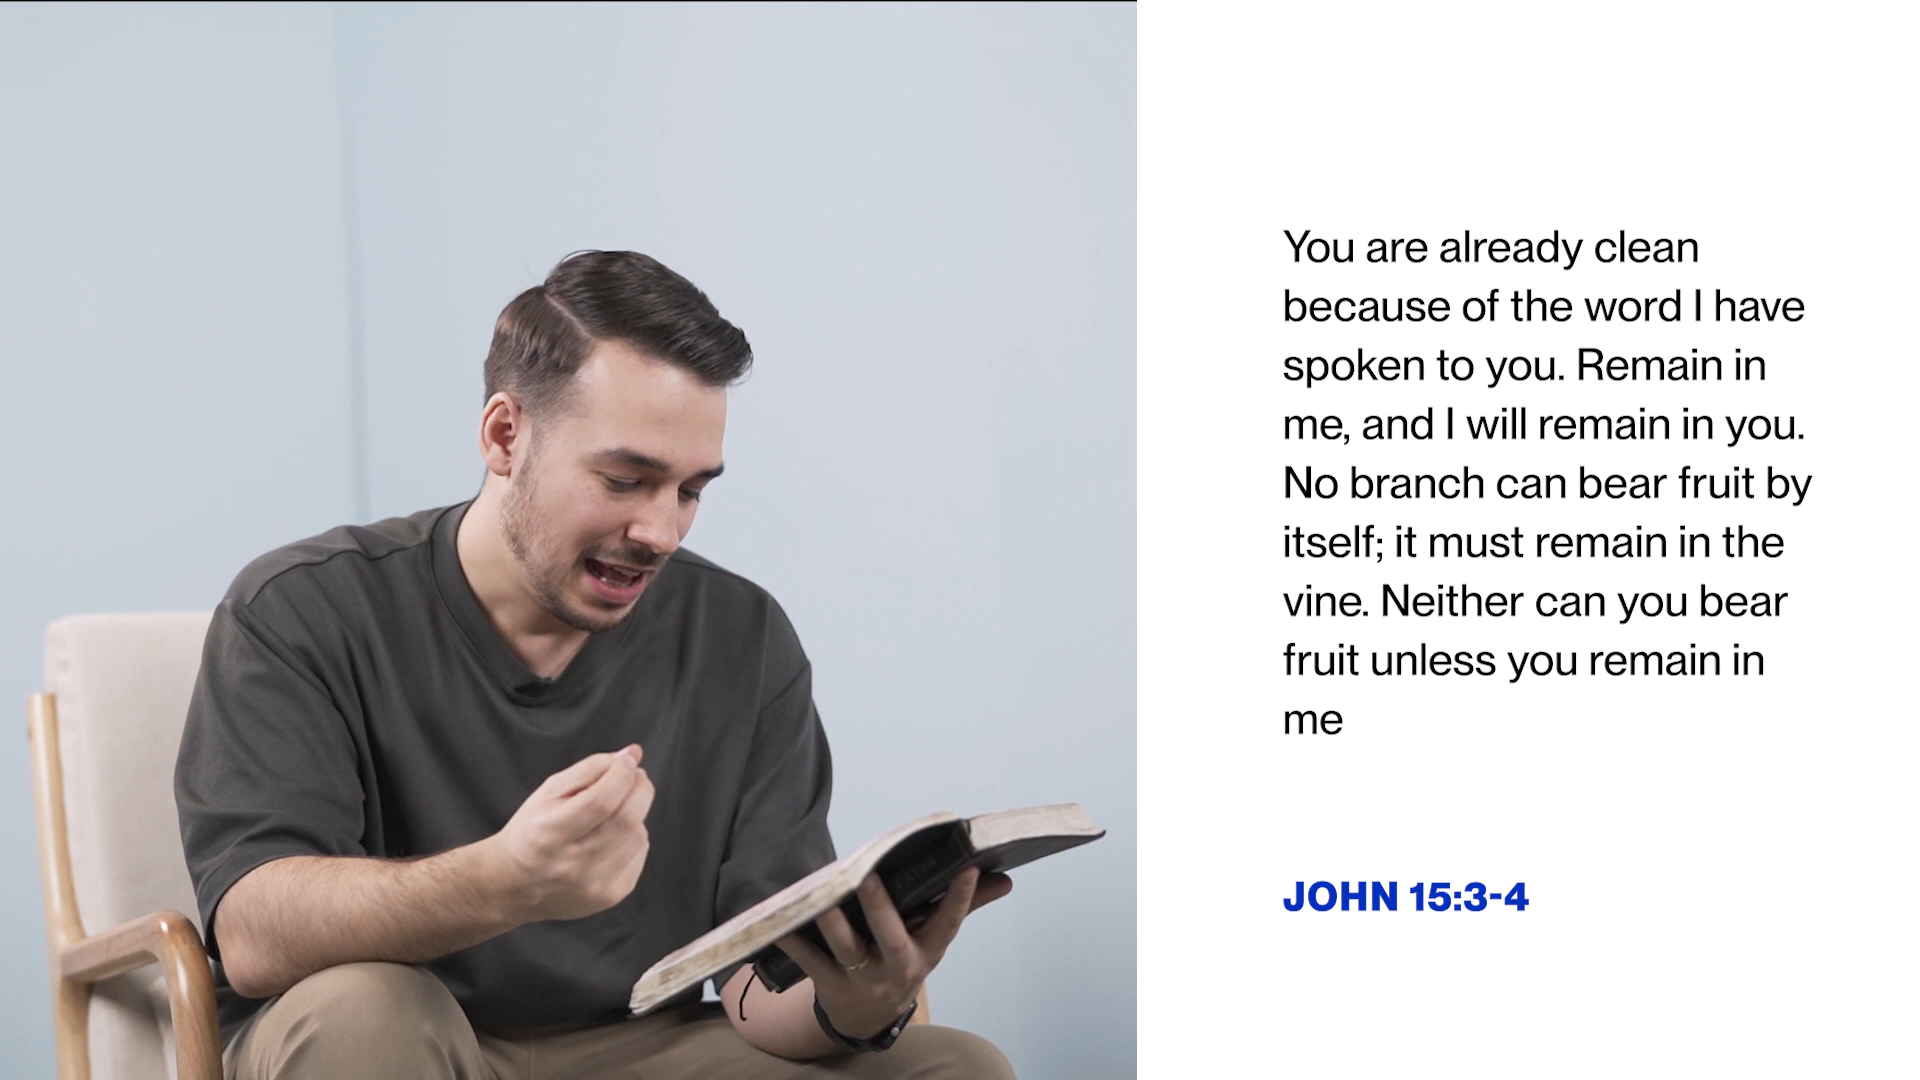 You are already clean
because of the word I have
spoken to you. Remain in
me, and I will remain in you.
No branch can bear fruit by
itself; it must remain in the
vine. Neither can you bear
fruit unless you remain in
me
JOHN 15:3-4